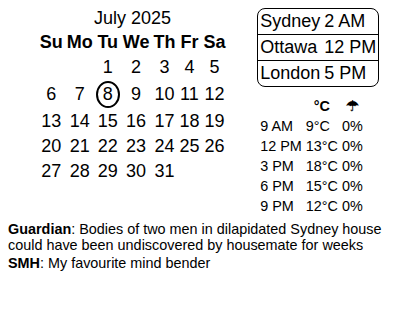 July 2025
Su Mo Tu We Th Fr Sa
1 2 3 4 5
6 7 8 9 10 11 12
13 14 15 16 17 18 19
20 21 22 23 24 25 26
27 28 29 30 31
Sydney 2 AM
Ottawa 12 PM
London 5 PM
°C ☂
9 AM 9°C 0%
12 PM 13°C 0%
3 PM 18°C 0%
6 PM 15°C 0%
9 PM 12°C 0%
Guardian: Bodies of two men in dilapidated Sydney house
could have been undiscovered by housemate for weeks
SMH: My favourite mind bender